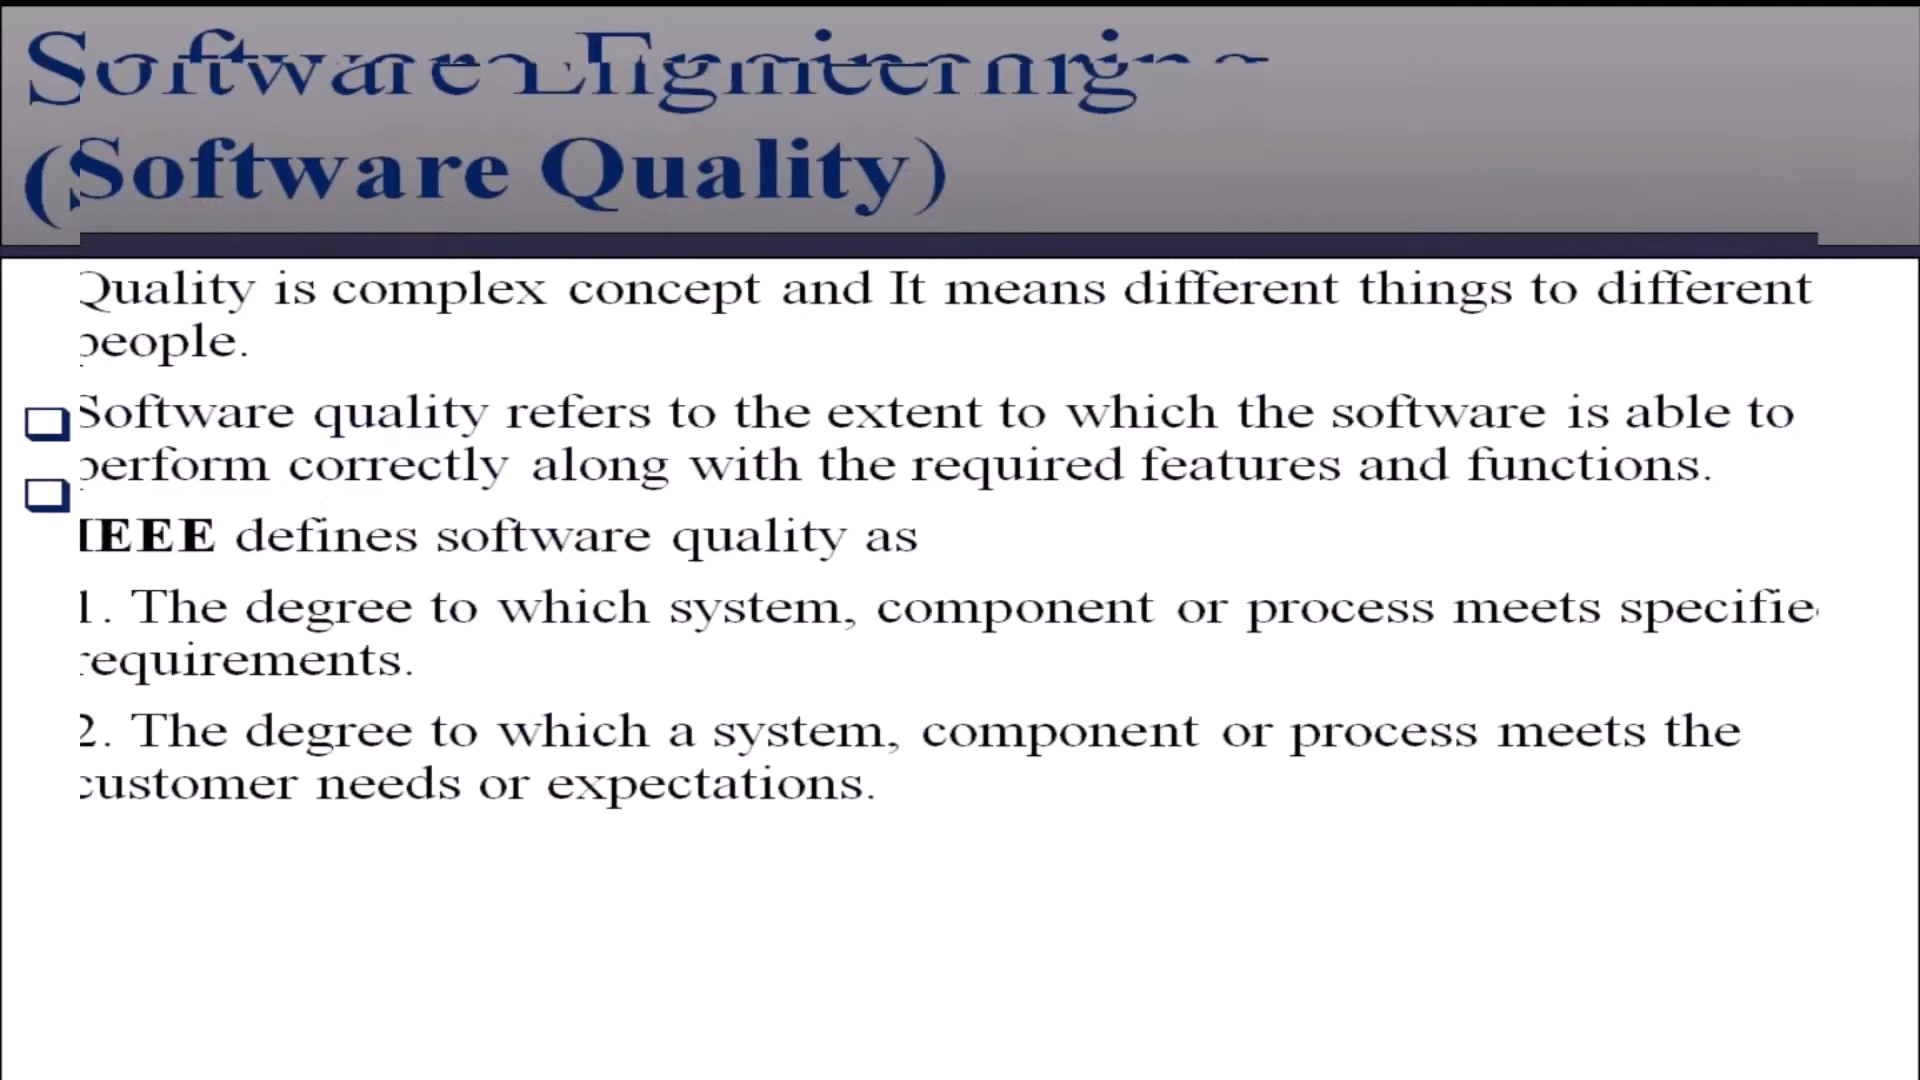 Software Engineering
(Software Quality)
Quality is complex concept and It means different things to different
people.
Software quality refers to the extent to which the software is able to
perform correctly along with the required features and functions.
IEEE defines software quality as
1. The degree to which system, component or process meets specifie
requirements.
2. The degree to which a system, component or process meets the
customer needs or expectations.